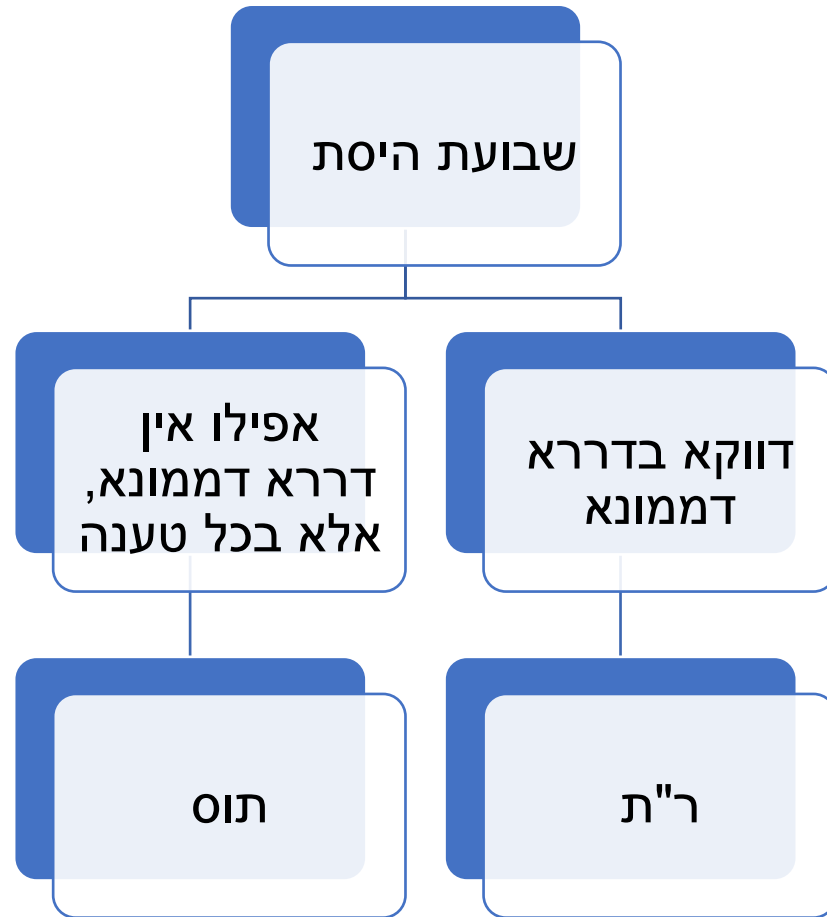 שבועת היסת
דווקא בדררא
דממונא
אפילו אין
דררא דממונא,
אלא בכל טענה
ר"ת
תוס